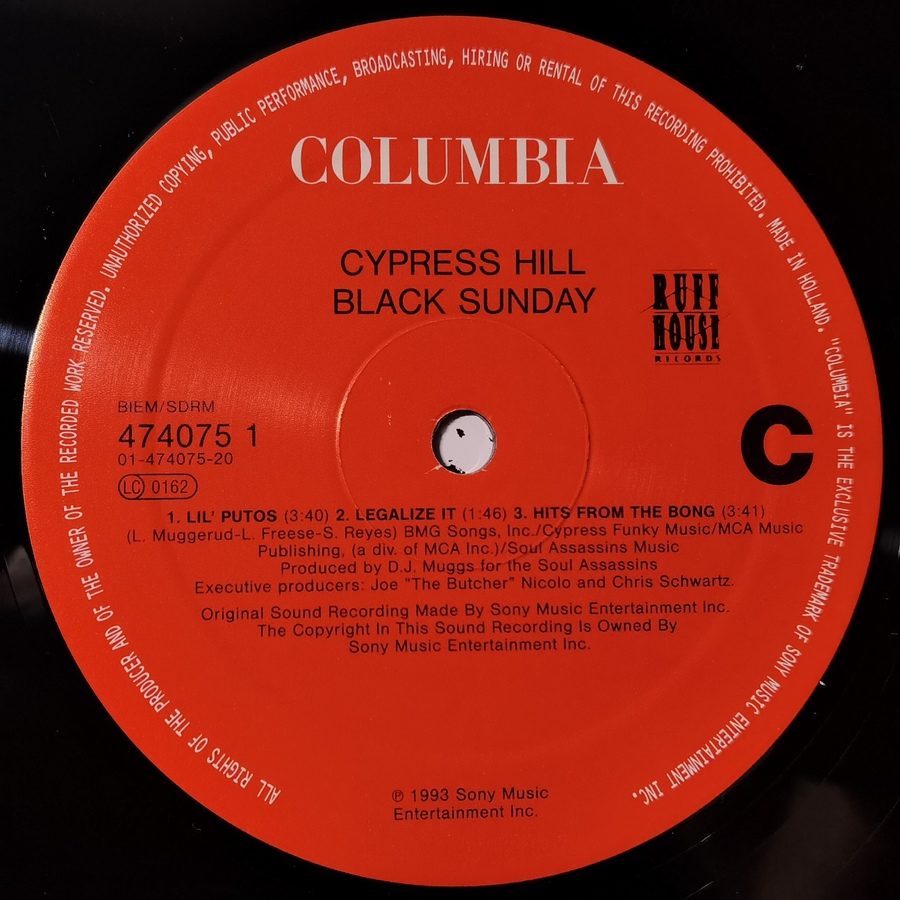 ALL RIGHTS OF THE PRODUCER AND OF THE OWNER OF THE RECORDED WORK RESERVED. UNAUTHORIZED COPYING, PUBLIC PERFORMANCE, BROADCASTING, HIRING OR RENTAL OF THIS RECORDING PROHIBITED. MADE IN HOLLAND. "COLUMBIA" IS THE EXCLUSIVE TRADEMARK OF SONY MUSIC ENTERTAINMENT INC.
COLUMBIA
CYPRESS HILL
BLACK SUNDAY
RUFF
HOUSE
RECORDS
BIEM/SDRM
474075 1
01-474075-20
LC 0162
C
1. LIL' PUTOS (3:40) 2. LEGALIZE IT (1:46) 3. HITS FROM THE BONG (3:41)
(L. Muggerud-L. Freese-S. Reyes) BMG Songs, Inc./Cypress Funky Music/MCA Music
Publishing, (a div. of MCA Inc.)/Soul Assassins Music
Produced by D.J. Muggs for the Soul Assassins
Executive producers: Joe "The Butcher" Nicolo and Chris Schwartz.
Original Sound Recording Made By Sony Music Entertainment Inc.
The Copyright In This Sound Recording Is Owned By
Sony Music Entertainment Inc.
℗ 1993 Sony Music
Entertainment Inc.